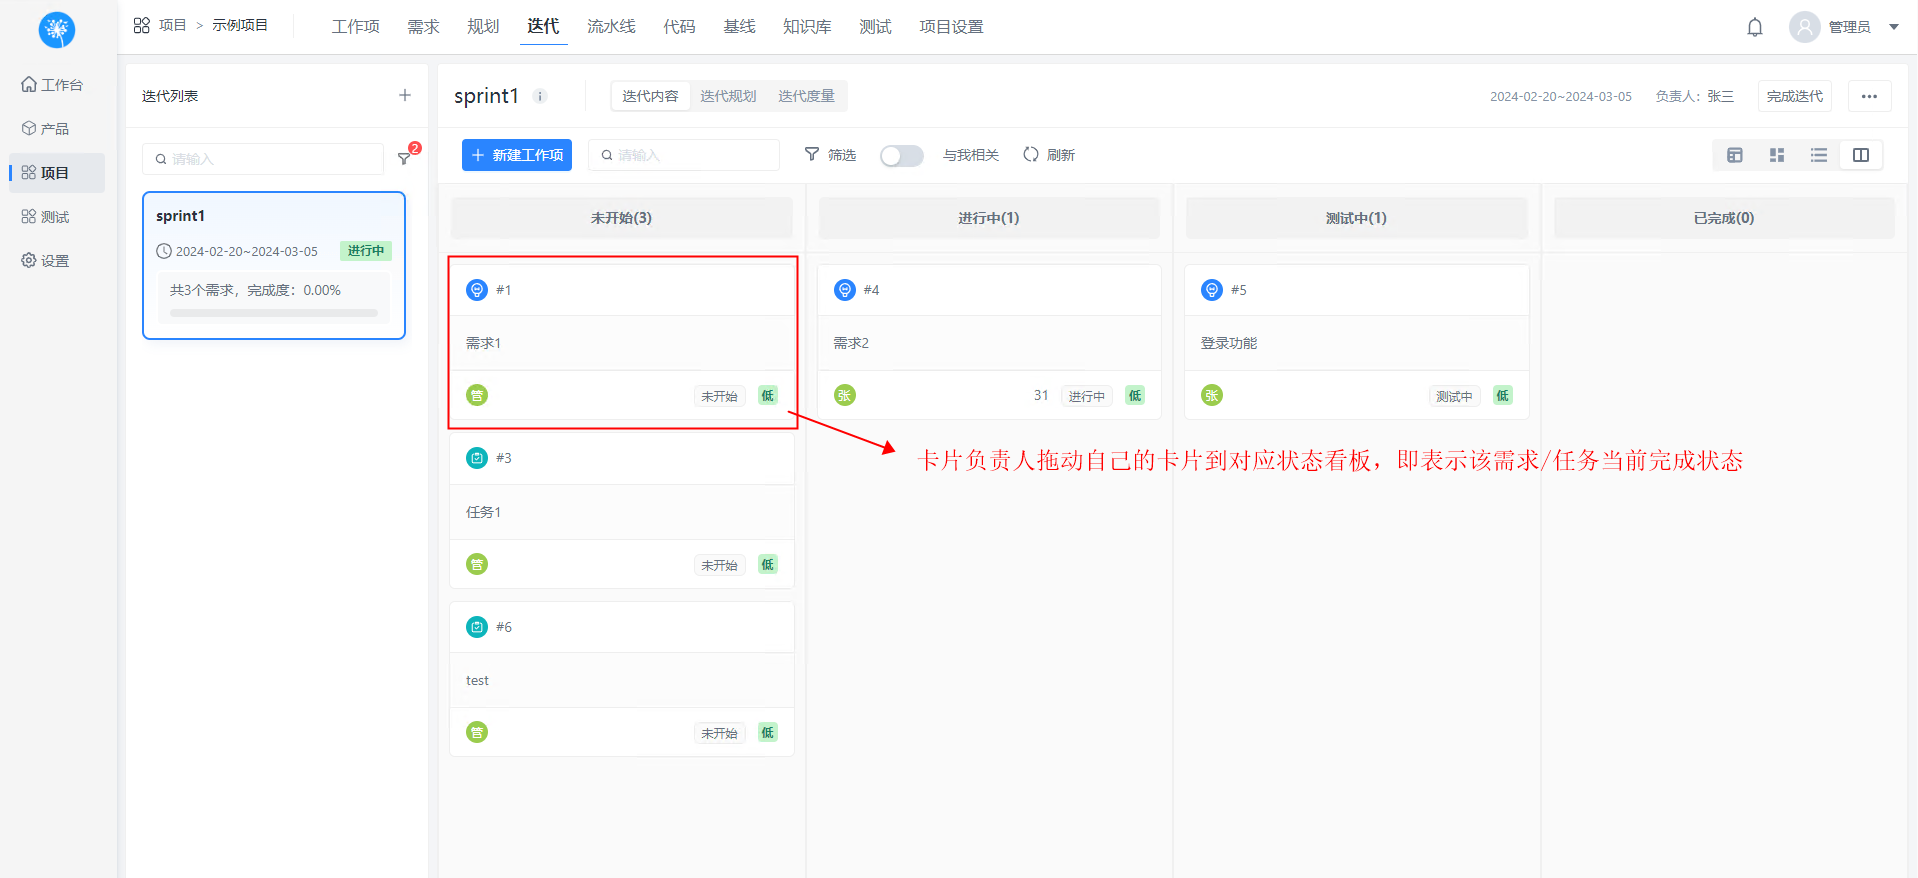 项目 > 示例项目
工作项 需求 规划 迭代 流水线 代码 基线 知识库 测试 项目设置
管理员
工作台
产品
项目
测试
设置
迭代列表
请输入
2
sprint1
2024-02-20~2024-03-05 进行中
共3个需求，完成度：0.00%
sprint1
迭代内容 迭代规划 迭代度量
2024-02-20~2024-03-05 负责人：张三 完成迭代
新建工作项 请输入 筛选 与我相关 刷新
未开始(3)
#1
需求1
管 未开始 低
#3
任务1
管 未开始 低
#6
test
管 未开始 低
进行中(1)
#4
需求2
张 31 进行中 低
测试中(1)
#5
登录功能
张 测试中 低
已完成(0)
卡片负责人拖动自己的卡片到对应状态看板，即表示该需求/任务当前完成状态